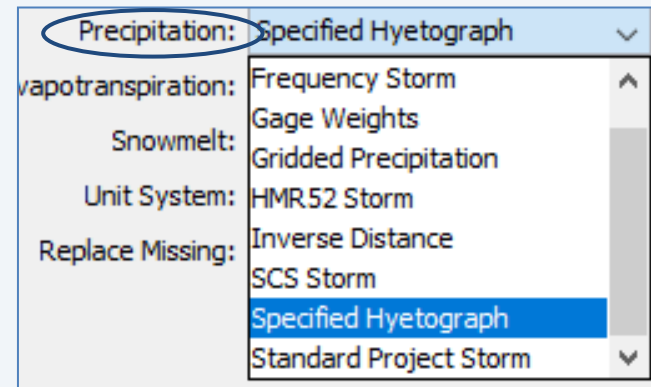 Precipitation: Specified Hyetograph
vapotranspiration: Frequency Storm
Gage Weights
Snowmelt: Gridded Precipitation
Unit System: HMR52 Storm
Replace Missing: Inverse Distance
SCS Storm
Specified Hyetograph
Standard Project Storm